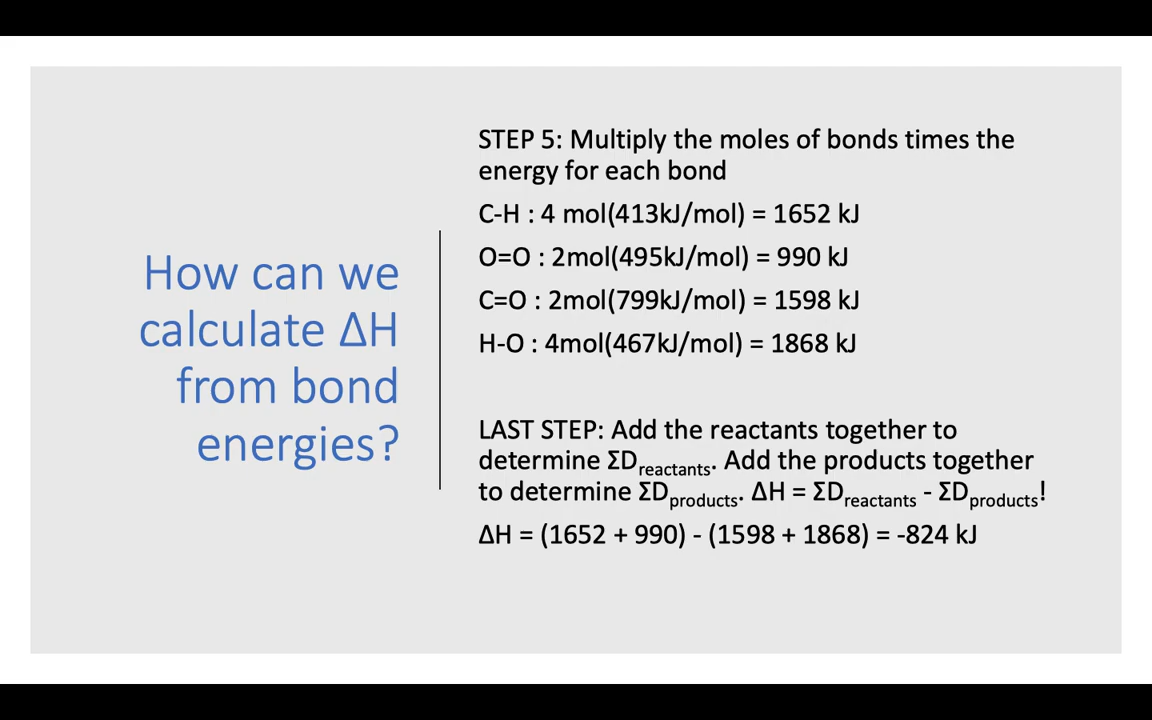 How can we
calculate ΔH
from bond
energies?
STEP 5: Multiply the moles of bonds times the
energy for each bond
C-H : 4 mol(413kJ/mol) = 1652 kJ
O=O : 2mol(495kJ/mol) = 990 kJ
C=O : 2mol(799kJ/mol) = 1598 kJ
H-O : 4mol(467kJ/mol) = 1868 kJ
LAST STEP: Add the reactants together to
determine ΣDreactants. Add the products together
to determine ΣDproducts. ΔH = ΣDreactants - ΣDproducts!
ΔH = (1652 + 990) - (1598 + 1868) = -824 kJ